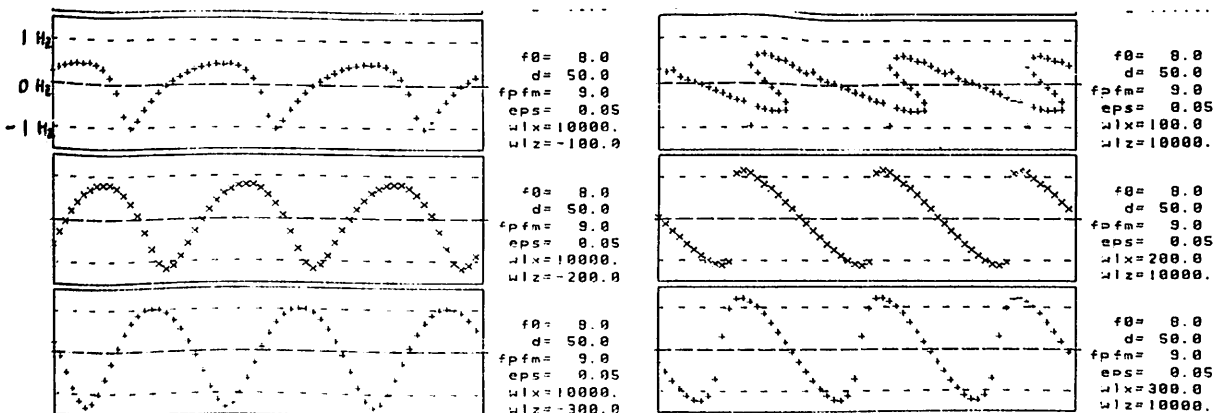 1 Hz
0 Hz
-1 Hz
f0= 8.0
d= 50.0
fpfm= 9.0
eps= 0.05
wlx=10000.
wlz=-100.0
f0= 8.0
d= 50.0
fpfm= 9.0
eps= 0.05
wlx=100.0
wlz=10000.
f0= 8.0
d= 50.0
fpfm= 9.0
eps= 0.05
wlx=10000.
wlz=-200.0
f0= 8.0
d= 50.0
fpfm= 9.0
eps= 0.05
wlx=200.0
wlz=10000.
f0= 8.0
d= 50.0
fpfm= 9.0
eps= 0.05
wlx=10000.
wlz=-300.0
f0= 8.0
d= 50.0
fpfm= 9.0
eps= 0.05
wlx=300.0
wlz=10000.